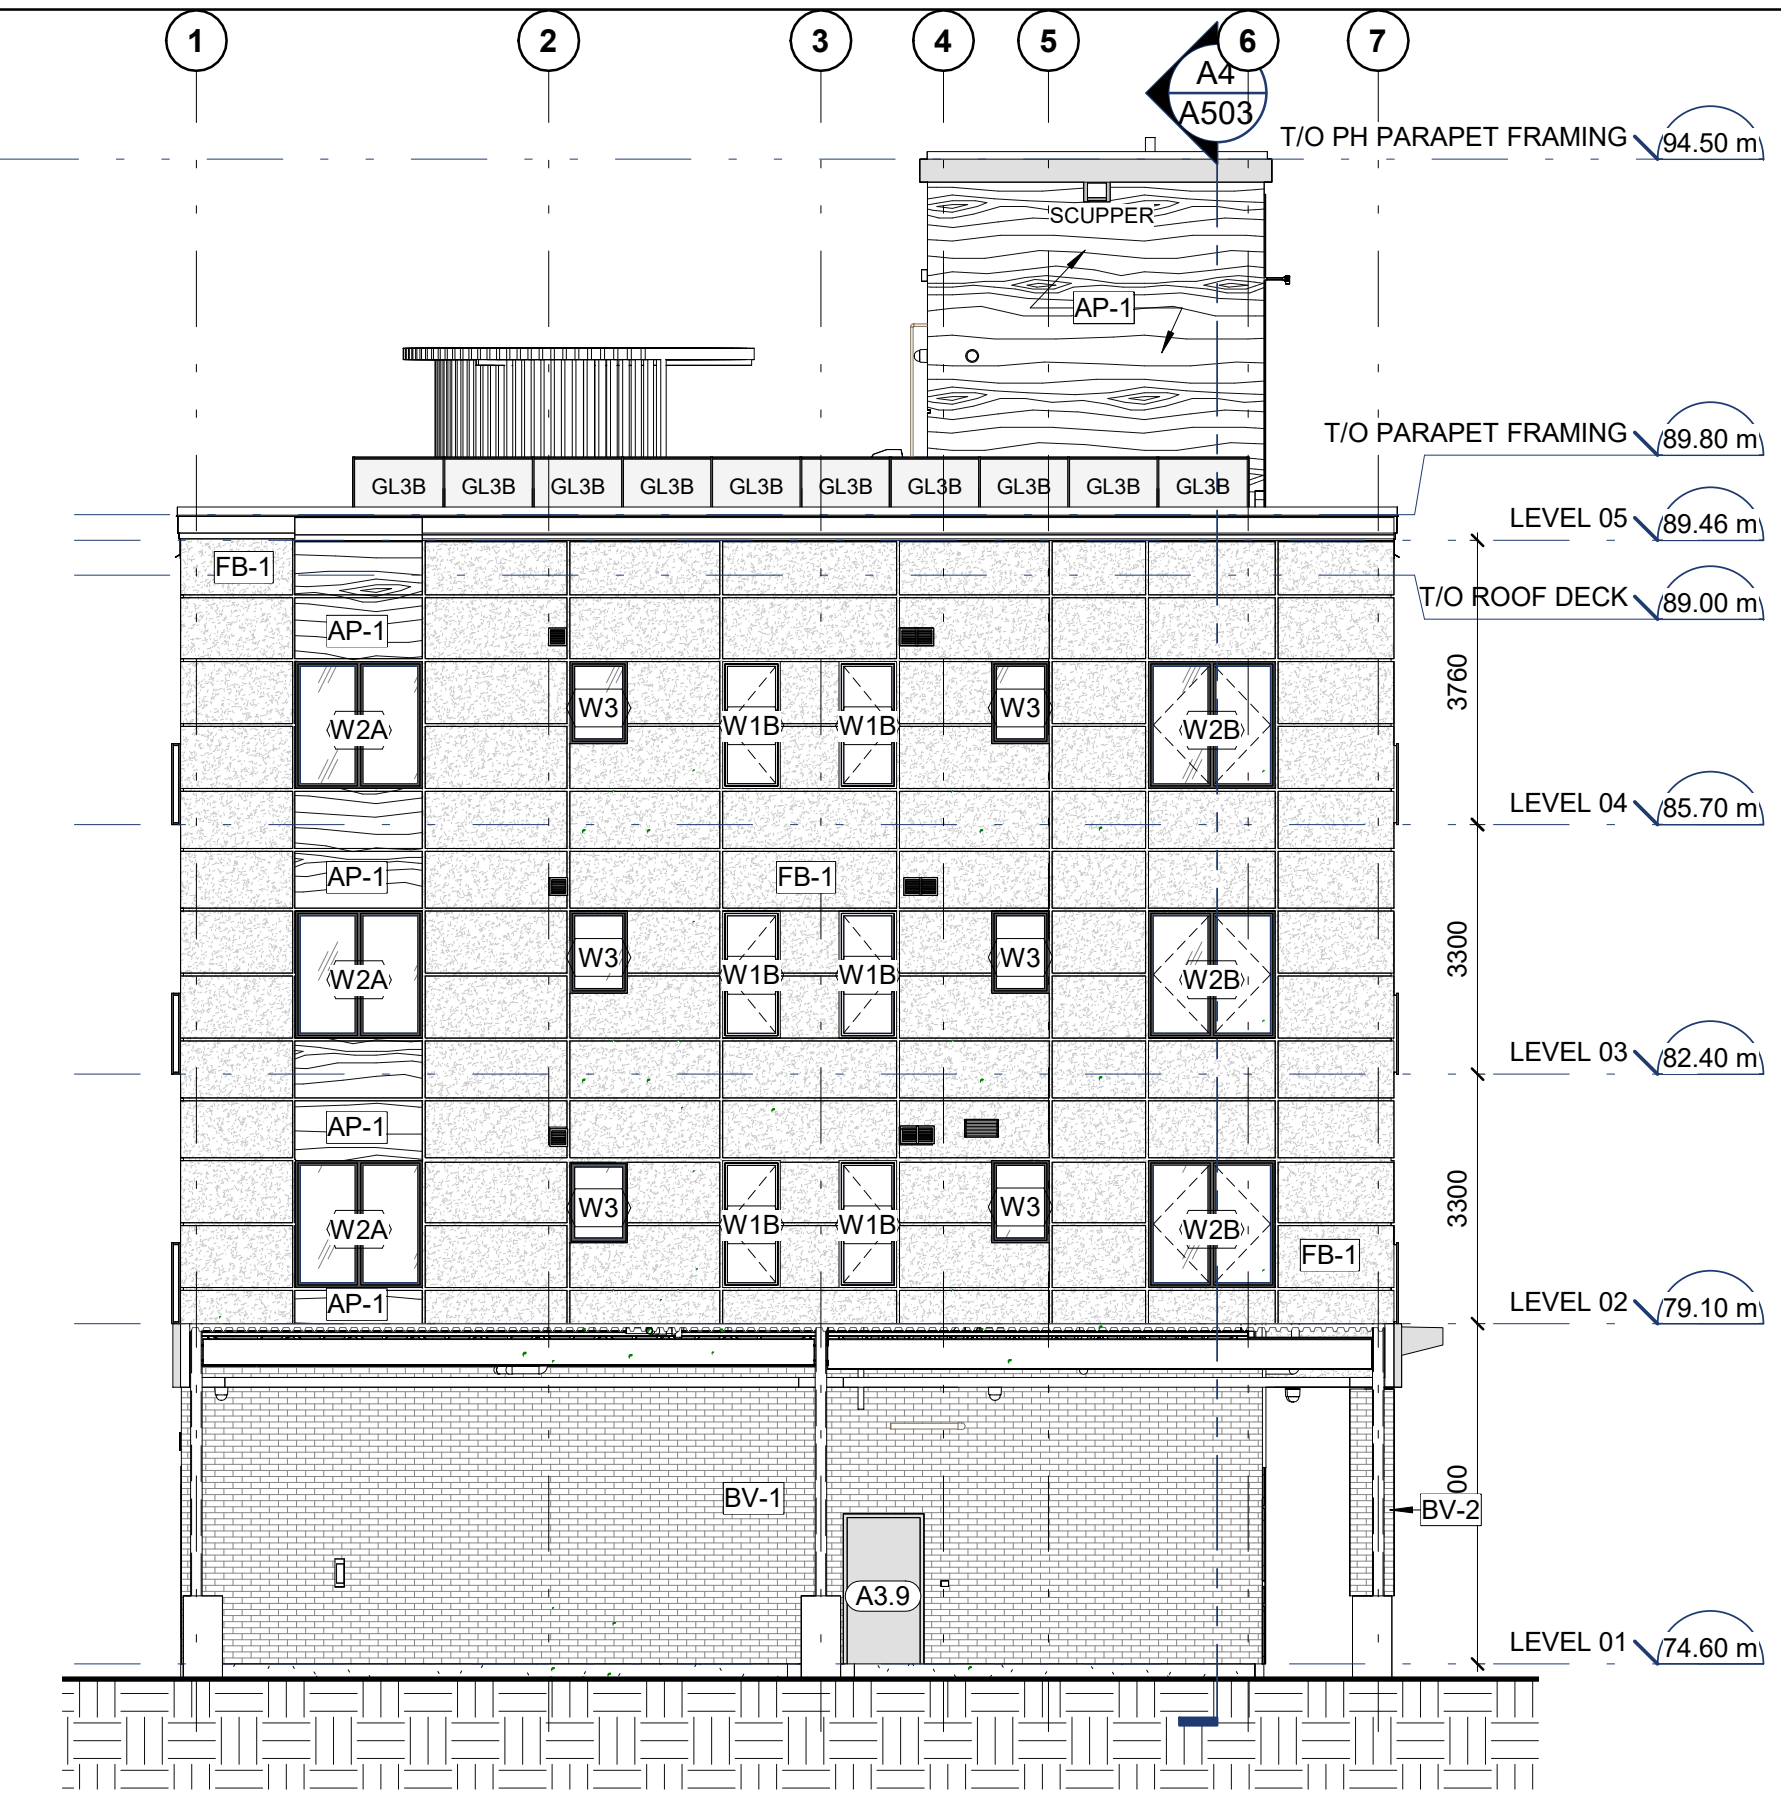 1 2 3 4 5 6 7
A4
A503
T/O PH PARAPET FRAMING 94.50 m
SCUPPER
AP-1
T/O PARAPET FRAMING 89.80 m
GL3B GL3B GL3B GL3B GL3B GL3B GL3B GL3B GL3B GL3B
LEVEL 05 89.46 m
FB-1
T/O ROOF DECK 89.00 m
AP-1
3760
W2A W3 W1B W1B W3 W2B
LEVEL 04 85.70 m
AP-1 FB-1
3300
W2A W3 W1B W1B W3 W2B
LEVEL 03 82.40 m
AP-1
3300
W2A W3 W1B W1B W3 W2B
FB-1
AP-1
LEVEL 02 79.10 m
00
BV-1 BV-2
A3.9
LEVEL 01 74.60 m